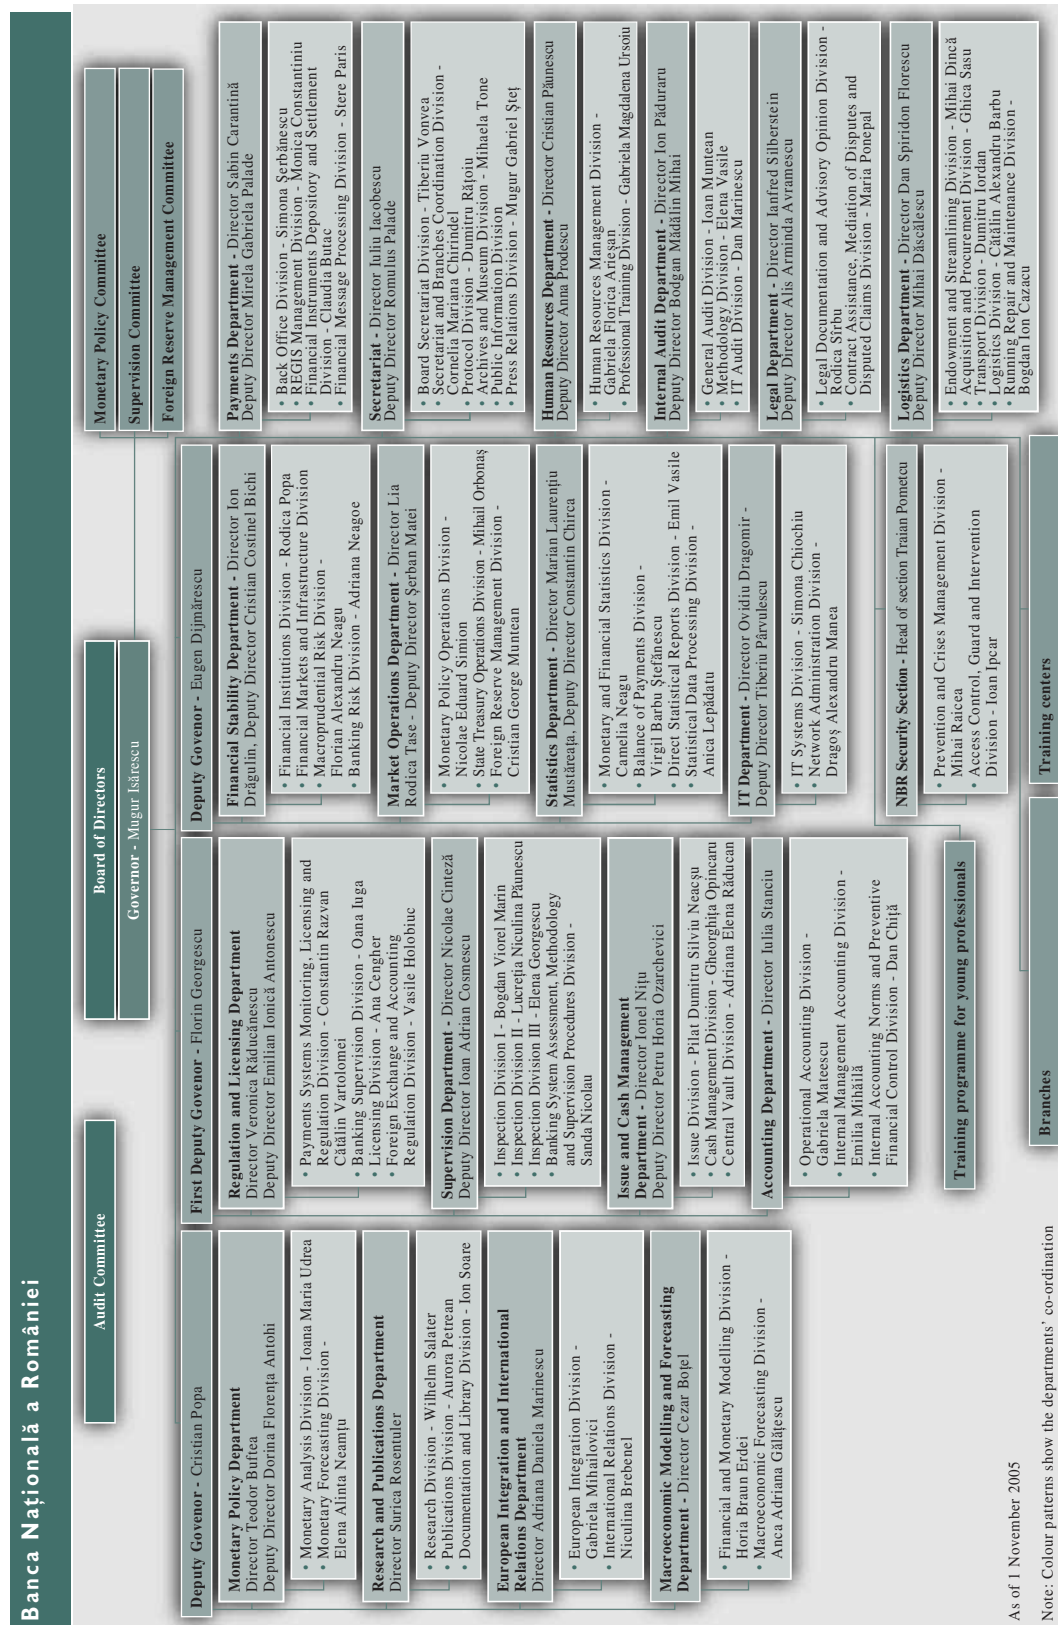 Banca Națională a României
Audit Committee
Board of Directors
Governor - Mugur Isărescu
Monetary Policy Committee
Supervision Committee
Foreign Reserve Management Committee
Deputy Govenor - Cristian Popa
Monetary Policy Department
Director Teodor Buftea
Deputy Director Dorina Florența Antohi
• Monetary Analysis Division - Ioana Maria Udrea
• Monetary Forecasting Division -
Elena Alinta Neamțu
Research and Publications Department
Director Surica Rosentuler
• Research Division - Wilhelm Salater
• Publications Division - Aurora Petrean
• Documentation and Library Division - Ion Soare
European Integration and International
Relations Department
Director Adriana Daniela Marinescu
• European Integration Division -
Gabriela Mihailovici
• International Relations Division -
Niculina Brebenel
Macroeconomic Modelling and Forecasting
Department - Director Cezar Boțel
• Financial and Monetary Modelling Division -
Horia Braun Erdei
• Macroeconomic Forecasting Division -
Anca Adriana Gălățescu
First Deputy Govenor - Florin Georgescu
Regulation and Licensing Department
Director Veronica Răducănescu
Deputy Director Emilian Ionică Antonescu
• Payments Systems Monitoring, Licensing and
Regulation Division - Constantin Razvan
Cătălin Vartolomei
• Banking Supervision Division - Oana Iuga
• Licensing Division - Ana Cengher
• Foreign Exchange and Accounting
Regulation Division - Vasile Holobiuc
Supervision Department - Director Nicolae Cinteză
Deputy Director Ioan Adrian Cosmescu
• Inspection Division I - Bogdan Viorel Marin
• Inspection Division II - Lucreția Niculina Păunescu
• Inspection Division III - Elena Georgescu
• Banking System Assessment, Methodology
and Supervision Procedures Division -
Sanda Nicolau
Issue and Cash Management
Department - Director Ionel Nițu
Deputy Director Petru Horia Ozarchevici
• Issue Division - Pilat Dumitru Silviu Neacșu
• Cash Management Division - Gheorghița Opincaru
• Central Vault Division - Adriana Elena Răducan
Accounting Department - Director Iulia Stanciu
• Operational Accounting Division -
Gabriela Mateescu
• Internal Management Accounting Division -
Emilia Mihăilă
• Internal Accounting Norms and Preventive
Financial Control Division - Dan Chiță
Training programme for young professionals
Deputy Govenor - Eugen Dijmărescu
Financial Stability Department - Director Ion
Drăgulin, Deputy Director Cristian Costinel Bichi
• Financial Institutions Division - Rodica Popa
• Financial Markets and Infrastructure Division
• Macroprudential Risk Division -
Florian Alexandru Neagu
• Banking Risk Division - Adriana Neagoe
Market Operations Department - Director Lia
Rodica Tase - Deputy Director Șerban Matei
• Monetary Policy Operations Division -
Nicolae Eduard Simion
• State Treasury Operations Division - Mihail Orbonaș
• Foreign Reserve Management Division -
Cristian George Muntean
Statistics Department - Director Marian Laurențiu
Mustăreața, Deputy Director Constantin Chirca
• Monetary and Financial Statistics Division -
Camelia Neagu
• Balance of Payments Division -
Virgil Barbu Ștefănescu
• Direct Statistical Reports Division - Emil Vasile
• Statistical Data Processing Division -
Anica Lepădatu
IT Department - Director Ovidiu Dragomir -
Deputy Director Tiberiu Pârvulescu
• IT Systems Division - Simona Chiochiu
• Network Administration Division -
Dragoș Alexandru Manea
NBR Security Section - Head of section Traian Pometcu
• Prevention and Crises Management Division -
Mihai Raicea
• Access Control, Guard and Intervention
Division - Ioan Ipcar
Payments Department - Director Sabin Carantină
Deputy Director Mirela Gabriela Palade
• Back Office Division - Simona Șerbănescu
• REGIS Management Division - Monica Constantiniu
• Financial Instruments Depository and Settlement
Division - Claudia Buttac
• Financial Message Processing Division - Stere Paris
Secretariat - Director Iuliu Iacobescu
Deputy Director Romulus Palade
• Board Secretariat Division - Tiberiu Vonvea
• Secretariat and Branches Coordination Division -
Cornelia Mariana Chirindel
• Protocol Division - Dumitru Răpoiu
• Archives and Museum Division - Mihaela Tone
• Public Information Division
• Press Relations Division - Mugur Gabriel Șteț
Human Resources Department - Director Cristian Păunescu
Deputy Director Anna Prodescu
• Human Resources Management Division -
Gabriela Florica Arieșan
• Professional Training Division - Gabriela Magdalena Ursoiu
Internal Audit Department - Director Ion Păduraru
Deputy Director Bodgan Mădălin Mihai
• General Audit Division - Ioan Muntean
• Methodology Division - Elena Vasile
• IT Audit Division - Dan Marinescu
Legal Department - Director Ianfred Silberstein
Deputy Director Alis Arminda Avramescu
• Legal Documentation and Advisory Opinion Division -
Rodica Sîrbu
• Contract Assistance, Mediation of Disputes and
Disputed Claims Division - Maria Ponepal
Logistics Department - Director Dan Spiridon Florescu
Deputy Director Mihai Dăscălescu
• Endowment and Streamlining Division - Mihai Dincă
• Acquisition and Procurement Division - Ghica Sasu
• Transport Division - Dumitru Iordan
• Logistics Division - Cătălin Alexandru Barbu
• Running Repair and Maintenance Division -
Bogdan Ion Cazacu
Branches
Training centers
As of 1 November 2005
Note: Colour patterns show the departments' co-ordination